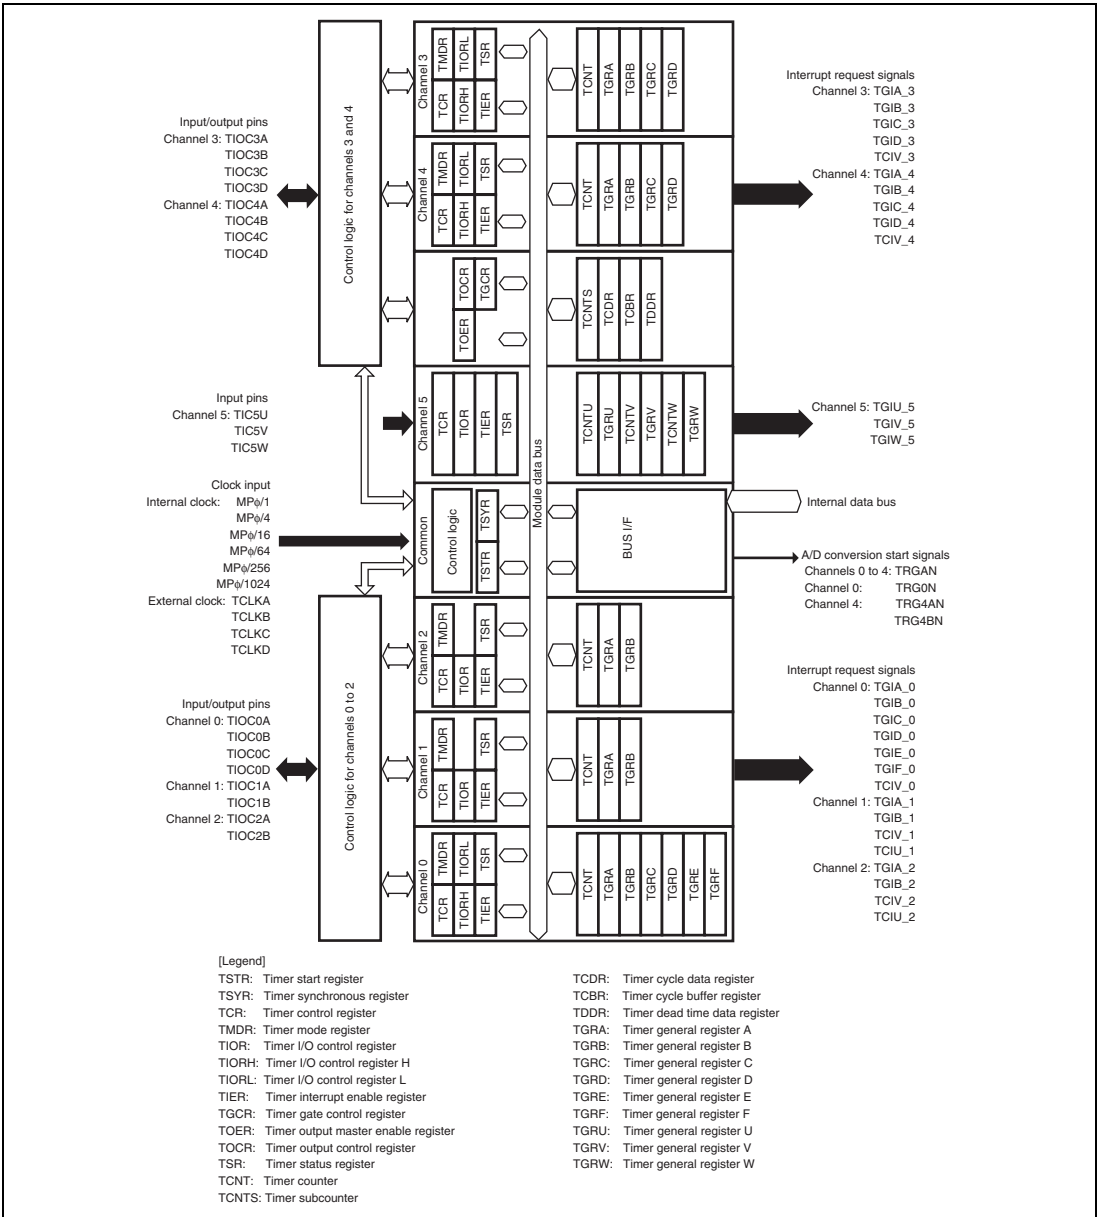 Input/output pins
Channel 3: TIOC3A
TIOC3B
TIOC3C
TIOC3D
Channel 4: TIOC4A
TIOC4B
TIOC4C
TIOC4D
Input pins
Channel 5: TIC5U
TIC5V
TIC5W
Clock input
Internal clock: MPφ/1
MPφ/4
MPφ/16
MPφ/64
MPφ/256
MPφ/1024
External clock: TCLKA
TCLKB
TCLKC
TCLKD
Input/output pins
Channel 0: TIOC0A
TIOC0B
TIOC0C
TIOC0D
Channel 1: TIOC1A
TIOC1B
Channel 2: TIOC2A
TIOC2B
Control logic for channels 3 and 4
Control logic for channels 0 to 2
Channel 3
TMDR
TIORL
TSR
TCR
TIORH
TIER
TCNT
TGRA
TGRB
TGRC
TGRD
Channel 4
TMDR
TIORL
TSR
TCR
TIORH
TIER
TCNT
TGRA
TGRB
TGRC
TGRD
TOCR
TGCR
TOER
TCNTS
TCDR
TCBR
TDDR
Channel 5
TCR
TIOR
TIER
TSR
TCNTU
TGRU
TCNTV
TGRV
TCNTW
TGRW
Module data bus
Common
Control logic
TSYR
TSTR
BUS I/F
Channel 2
TMDR
TSR
TCR
TIOR
TIER
TCNT
TGRA
TGRB
Channel 1
TMDR
TSR
TCR
TIOR
TIER
TCNT
TGRA
TGRB
Channel 0
TMDR
TIORL
TSR
TCR
TIORH
TIER
TCNT
TGRA
TGRB
TGRC
TGRD
TGRE
TGRF
Interrupt request signals
Channel 3: TGIA_3
TGIB_3
TGIC_3
TGID_3
TCIV_3
Channel 4: TGIA_4
TGIB_4
TGIC_4
TGID_4
TCIV_4
Channel 5: TGIU_5
TGIV_5
TGIW_5
Internal data bus
A/D conversion start signals
Channels 0 to 4: TRGAN
Channel 0: TRG0N
Channel 4: TRG4AN
TRG4BN
Interrupt request signals
Channel 0: TGIA_0
TGIB_0
TGIC_0
TGID_0
TGIE_0
TGIF_0
TCIV_0
Channel 1: TGIA_1
TGIB_1
TCIV_1
TCIU_1
Channel 2: TGIA_2
TGIB_2
TCIV_2
TCIU_2
[Legend]
TSTR: Timer start register
TSYR: Timer synchronous register
TCR: Timer control register
TMDR: Timer mode register
TIOR: Timer I/O control register
TIORH: Timer I/O control register H
TIORL: Timer I/O control register L
TIER: Timer interrupt enable register
TGCR: Timer gate control register
TOER: Timer output master enable register
TOCR: Timer output control register
TSR: Timer status register
TCNT: Timer counter
TCNTS: Timer subcounter
TCDR: Timer cycle data register
TCBR: Timer cycle buffer register
TDDR: Timer dead time data register
TGRA: Timer general register A
TGRB: Timer general register B
TGRC: Timer general register C
TGRD: Timer general register D
TGRE: Timer general register E
TGRF: Timer general register F
TGRU: Timer general register U
TGRV: Timer general register V
TGRW: Timer general register W